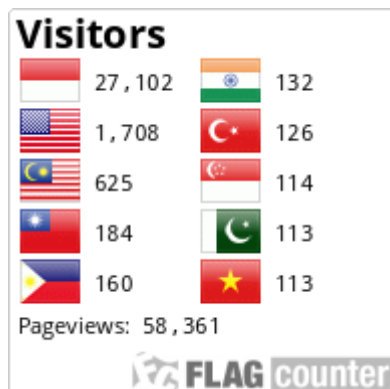 Visitors
27,102 132
1,708 126
625 114
184 113
160 113
Pageviews: 58,361
FLAG counter